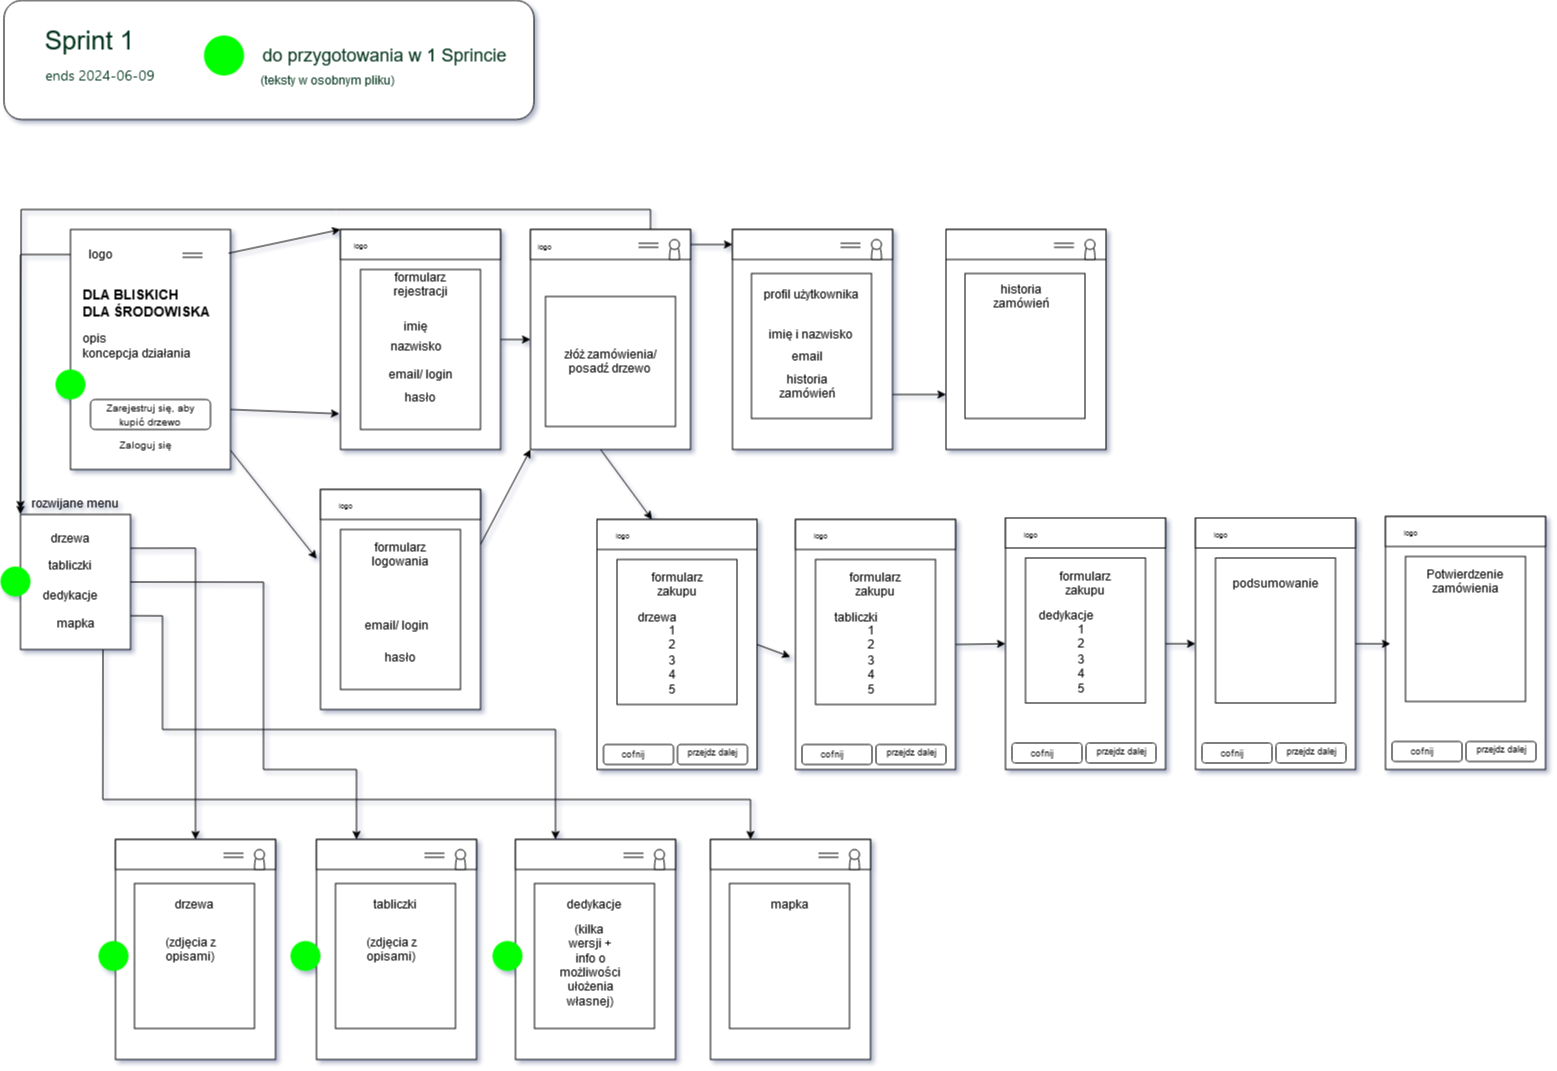 Sprint 1
ends 2024-06-09
do przygotowania w 1 Sprincie
(teksty w osobnym pliku)
logo
DLA BLISKICH
DLA ŚRODOWISKA
opis
koncepcja działania
Zarejestruj się, aby
kupić drzewo
Zaloguj się
logo
formularz
rejestracji
imię
nazwisko
email/ login
hasło
logo
złóż zamówienia/
posadź drzewo
profil użytkownika
imię i nazwisko
email
historia
zamówień
historia
zamówień
rozwijane menu
drzewa
tabliczki
dedykacje
mapka
logo
formularz
logowania
email/ login
hasło
logo
formularz
zakupu
drzewa
1
2
3
4
5
cofnij
przejdz dalej
logo
formularz
zakupu
tabliczki
1
2
3
4
5
cofnij
przejdz dalej
logo
formularz
zakupu
dedykacje
1
2
3
4
5
cofnij
przejdz dalej
logo
podsumowanie
cofnij
przejdz dalej
logo
Potwierdzenie
zamówienia
cofnij
przejdz dalej
drzewa
(zdjęcia z
opisami)
tabliczki
(zdjęcia z
opisami)
dedykacje
(kilka
wersji +
info o
możliwości
ułożenia
własnej)
mapka